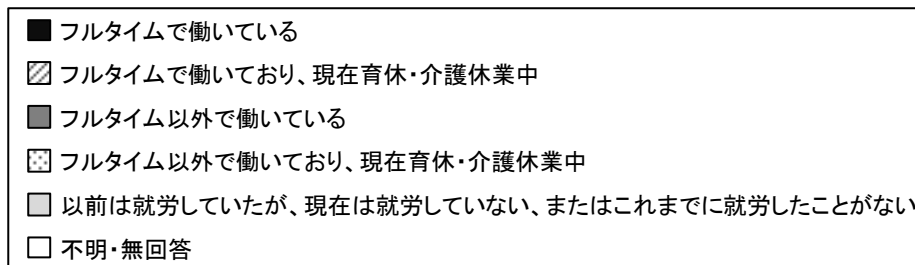 フルタイムで働いている
フルタイムで働いており、現在育休・介護休業中
フルタイム以外で働いている
フルタイム以外で働いており、現在育休・介護休業中
以前は就労していたが、現在は就労していない、またはこれまでに就労したことがない
不明・無回答